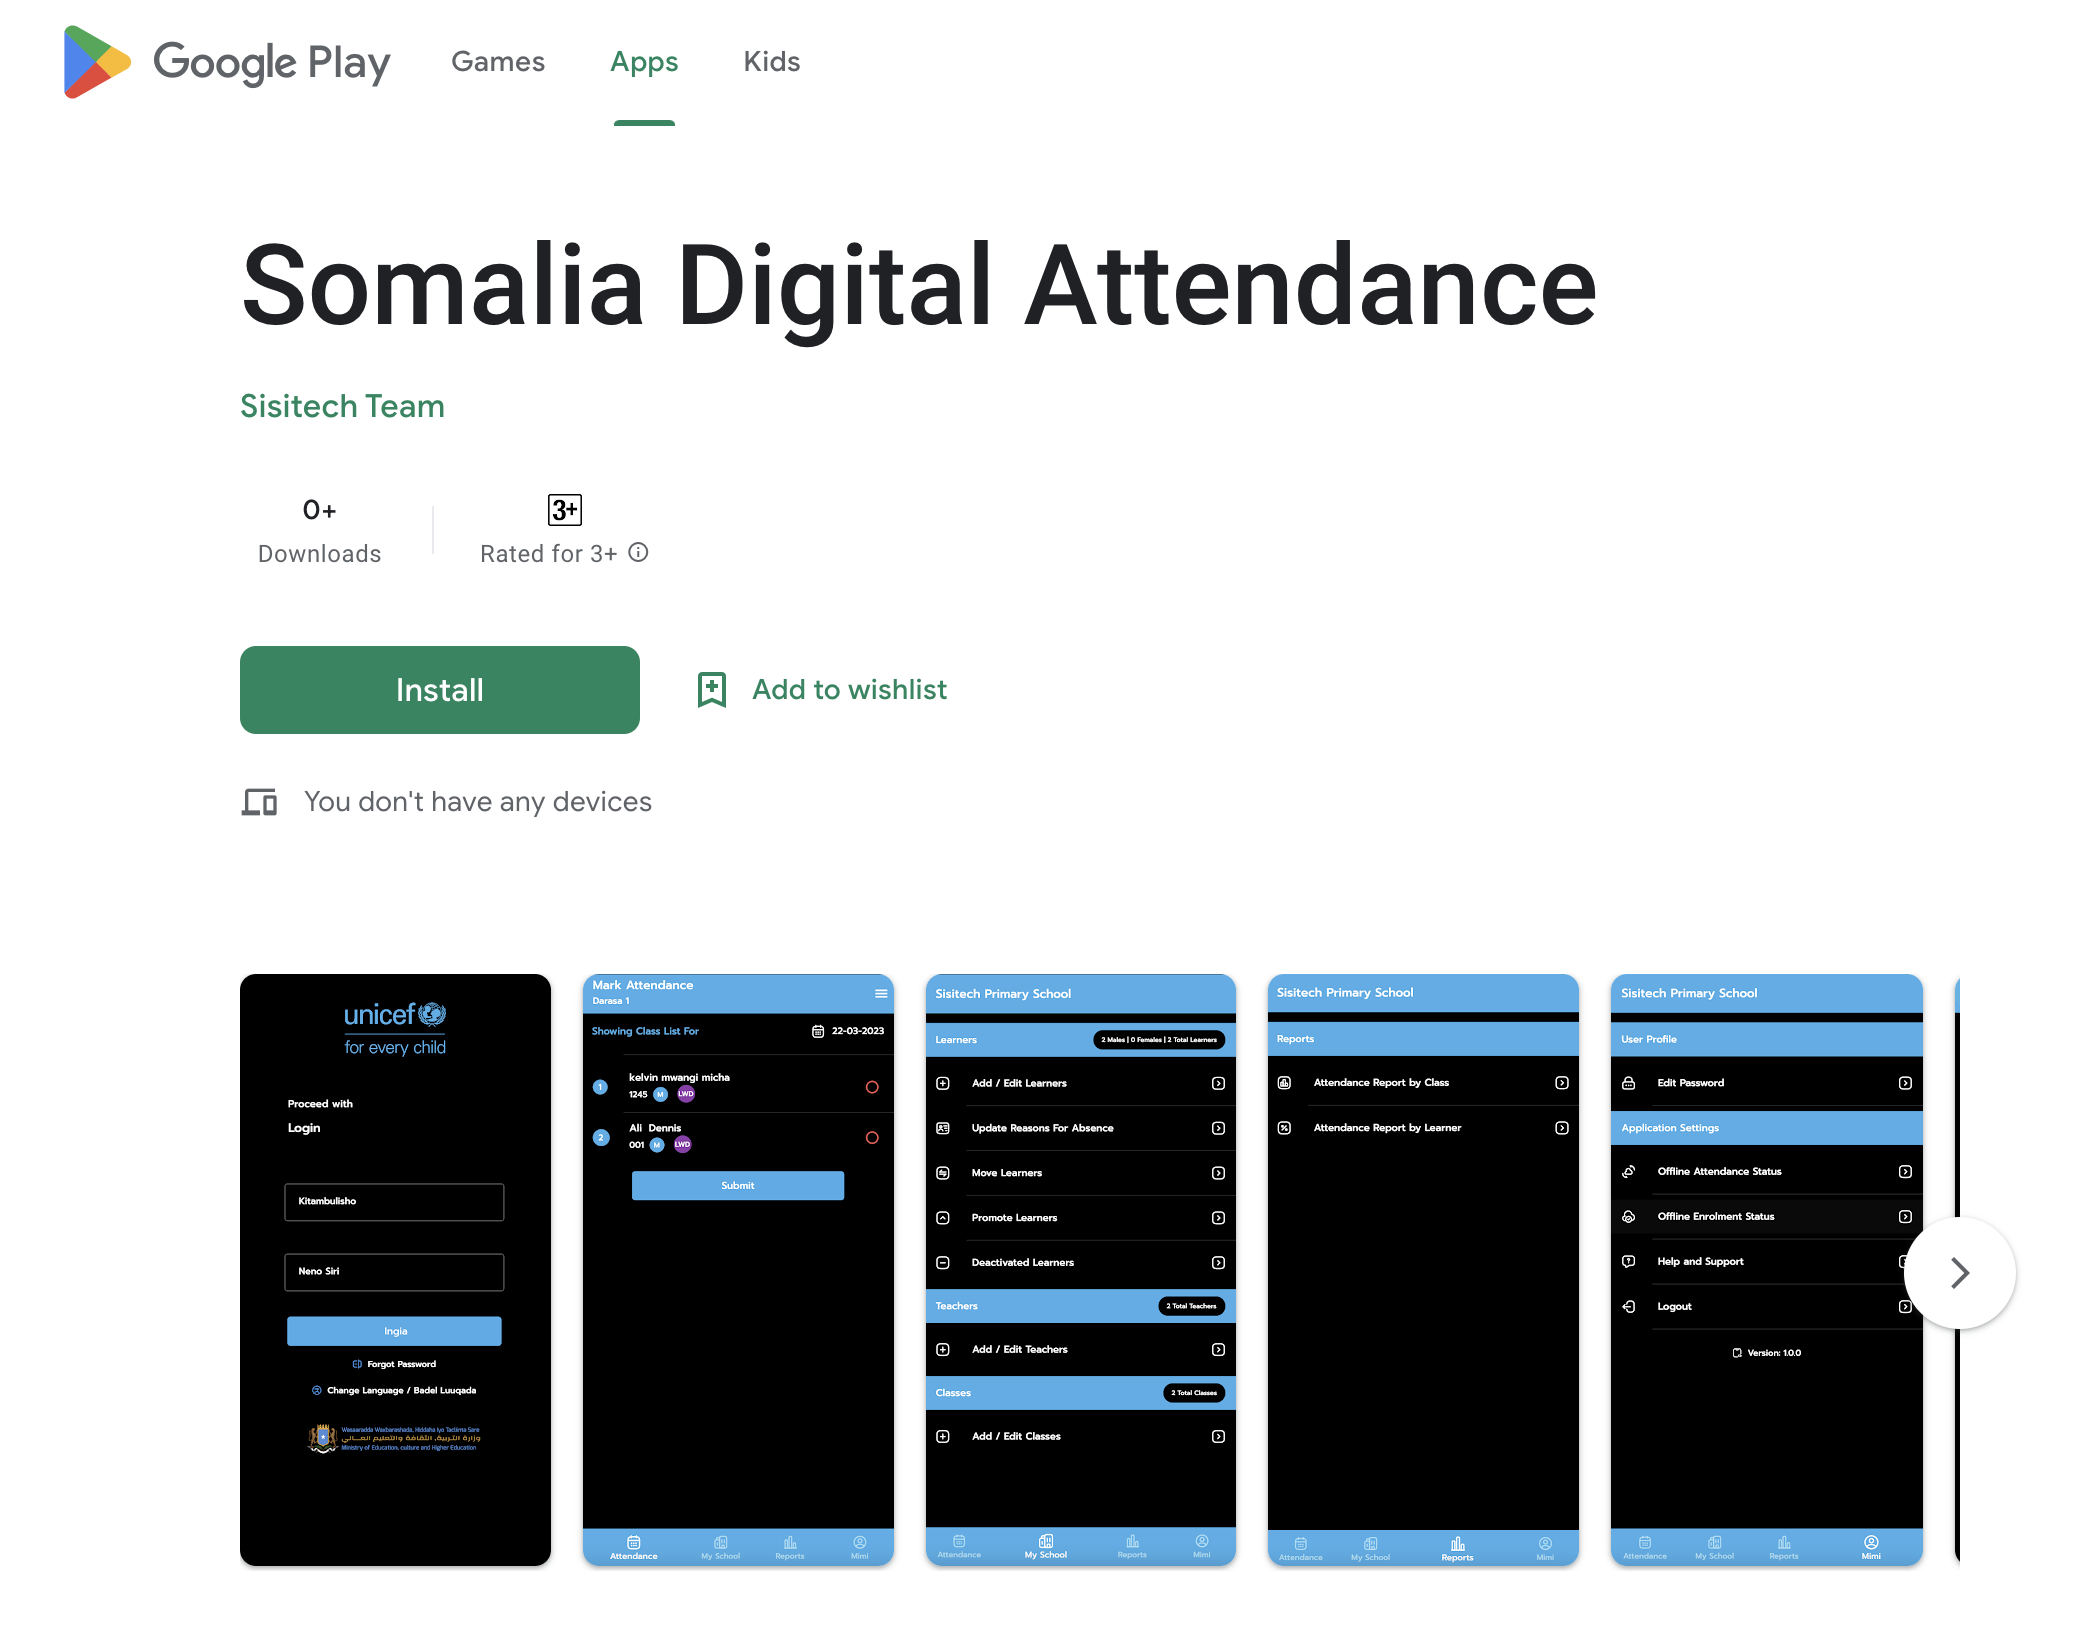 Google Play Games Apps Kids
Somalia Digital Attendance
Sisitech Team
0+
Downloads
3+
Rated for 3+
Install
Add to wishlist
You don't have any devices
unicef
for every child
Proceed with
Login
Kitambulisho
Neno Siri
Ingia
Forgot Password
Change Language / Badel Luuqada
Wasaaradda Waxbarashada, Hiddaha Iyo Tacliinta Sare
وزارة التربية، الثقافة والتعليم العالي
Ministry of Education, culture and Higher Education
Mark Attendance
Darasa 1
Showing Class List For 22-03-2023
1 kelvin mwangi micha
1245 M LWD
2 Ali Dennis
001 M LWD
Submit
Attendance My School Reports Mimi
Sisitech Primary School
Learners 2 Males | 0 Females | 2 Total Learners
Add / Edit Learners
Update Reasons For Absence
Move Learners
Promote Learners
Deactivated Learners
Teachers 2 Total Teachers
Add / Edit Teachers
Classes 2 Total Classes
Add / Edit Classes
Attendance My School Reports Mimi
Sisitech Primary School
Reports
Attendance Report by Class
Attendance Report by Learner
Attendance My School Reports Mimi
Sisitech Primary School
User Profile
Edit Password
Application Settings
Offline Attendance Status
Offline Enrolment Status
Help and Support
Logout
Version: 1.0.0
Attendance My School Reports Mimi